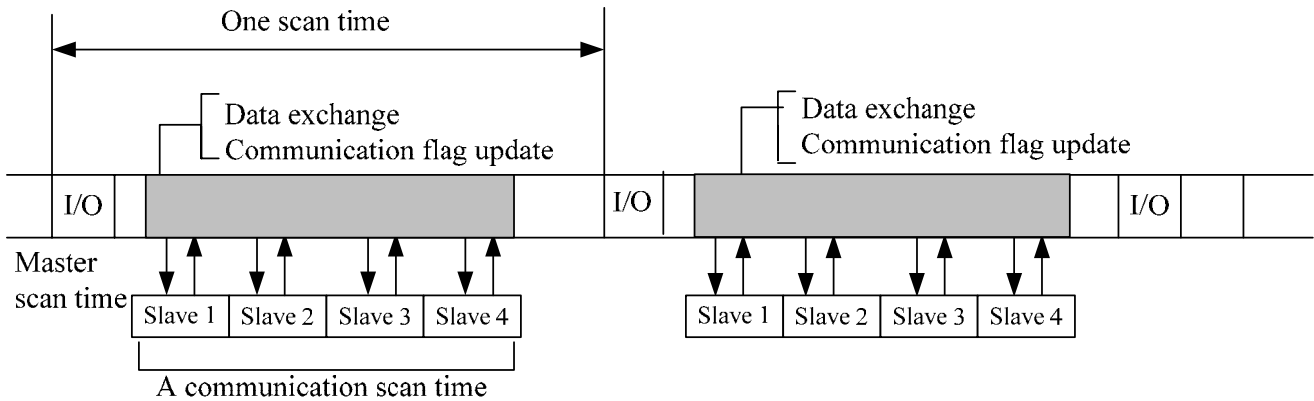 One scan time
Data exchange
Communication flag update
Data exchange
Communication flag update
I/O
I/O
I/O
Master
scan time
Slave 1 Slave 2 Slave 3 Slave 4
Slave 1 Slave 2 Slave 3 Slave 4
A communication scan time